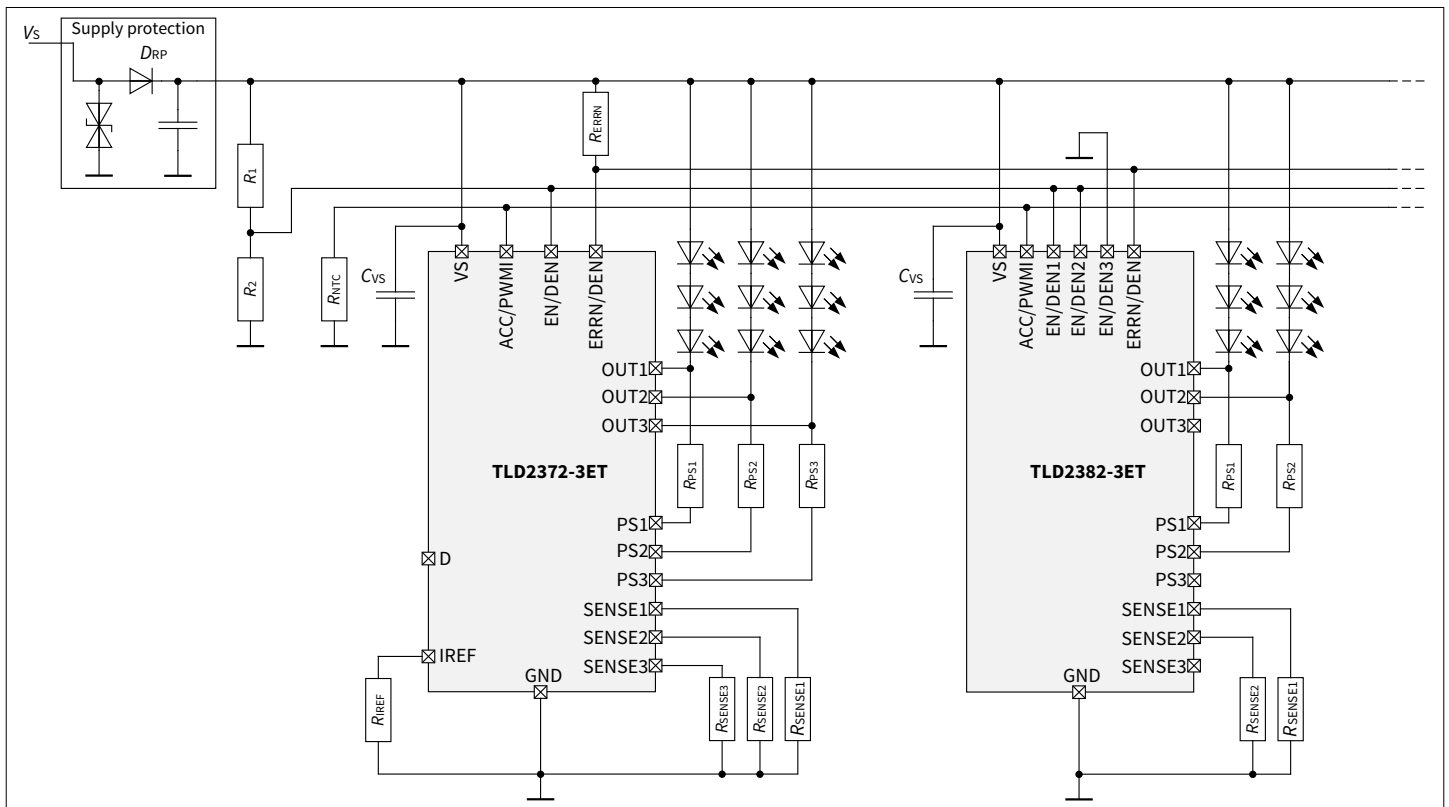 Supply protection
VS
DRP
R1
R2
RNTC
CVS
RERRN
VS
ACC/PWMI
EN/DEN
ERRN/DEN
OUT1
OUT2
OUT3
TLD2372-3ET
RPS1
RPS2
RPS3
PS1
PS2
PS3
D
SENSE1
SENSE2
SENSE3
IREF
GND
RIREF
RSENSE3
RSENSE2
RSENSE1
CVS
VS
ACC/PWMI
EN/DEN1
EN/DEN2
EN/DEN3
ERRN/DEN
OUT1
OUT2
OUT3
TLD2382-3ET
RPS1
RPS2
PS1
PS2
PS3
SENSE1
SENSE2
SENSE3
GND
RSENSE2
RSENSE1